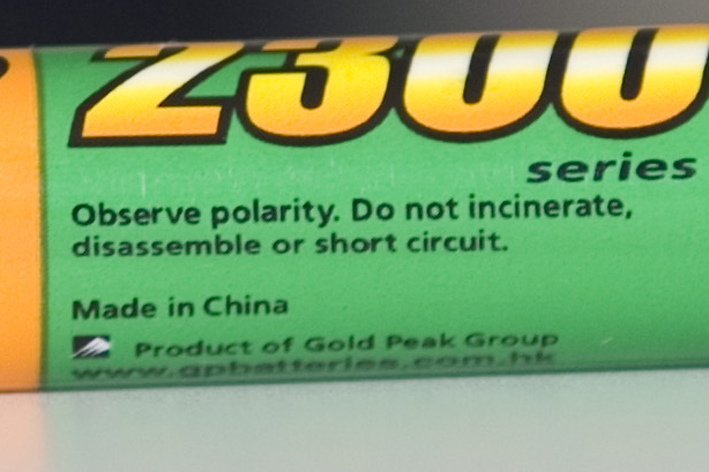 2300
series
Observe polarity. Do not incinerate,
disassemble or short circuit.
Made in China
Product of Gold Peak Group
www.gpbatteries.com.hk